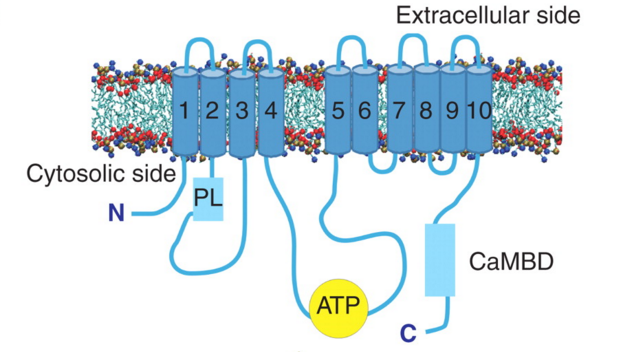 Extracellular side
1 2 3 4 5 6 7 8 9 10
Cytosolic side
PL
N
CaMBD
ATP
C